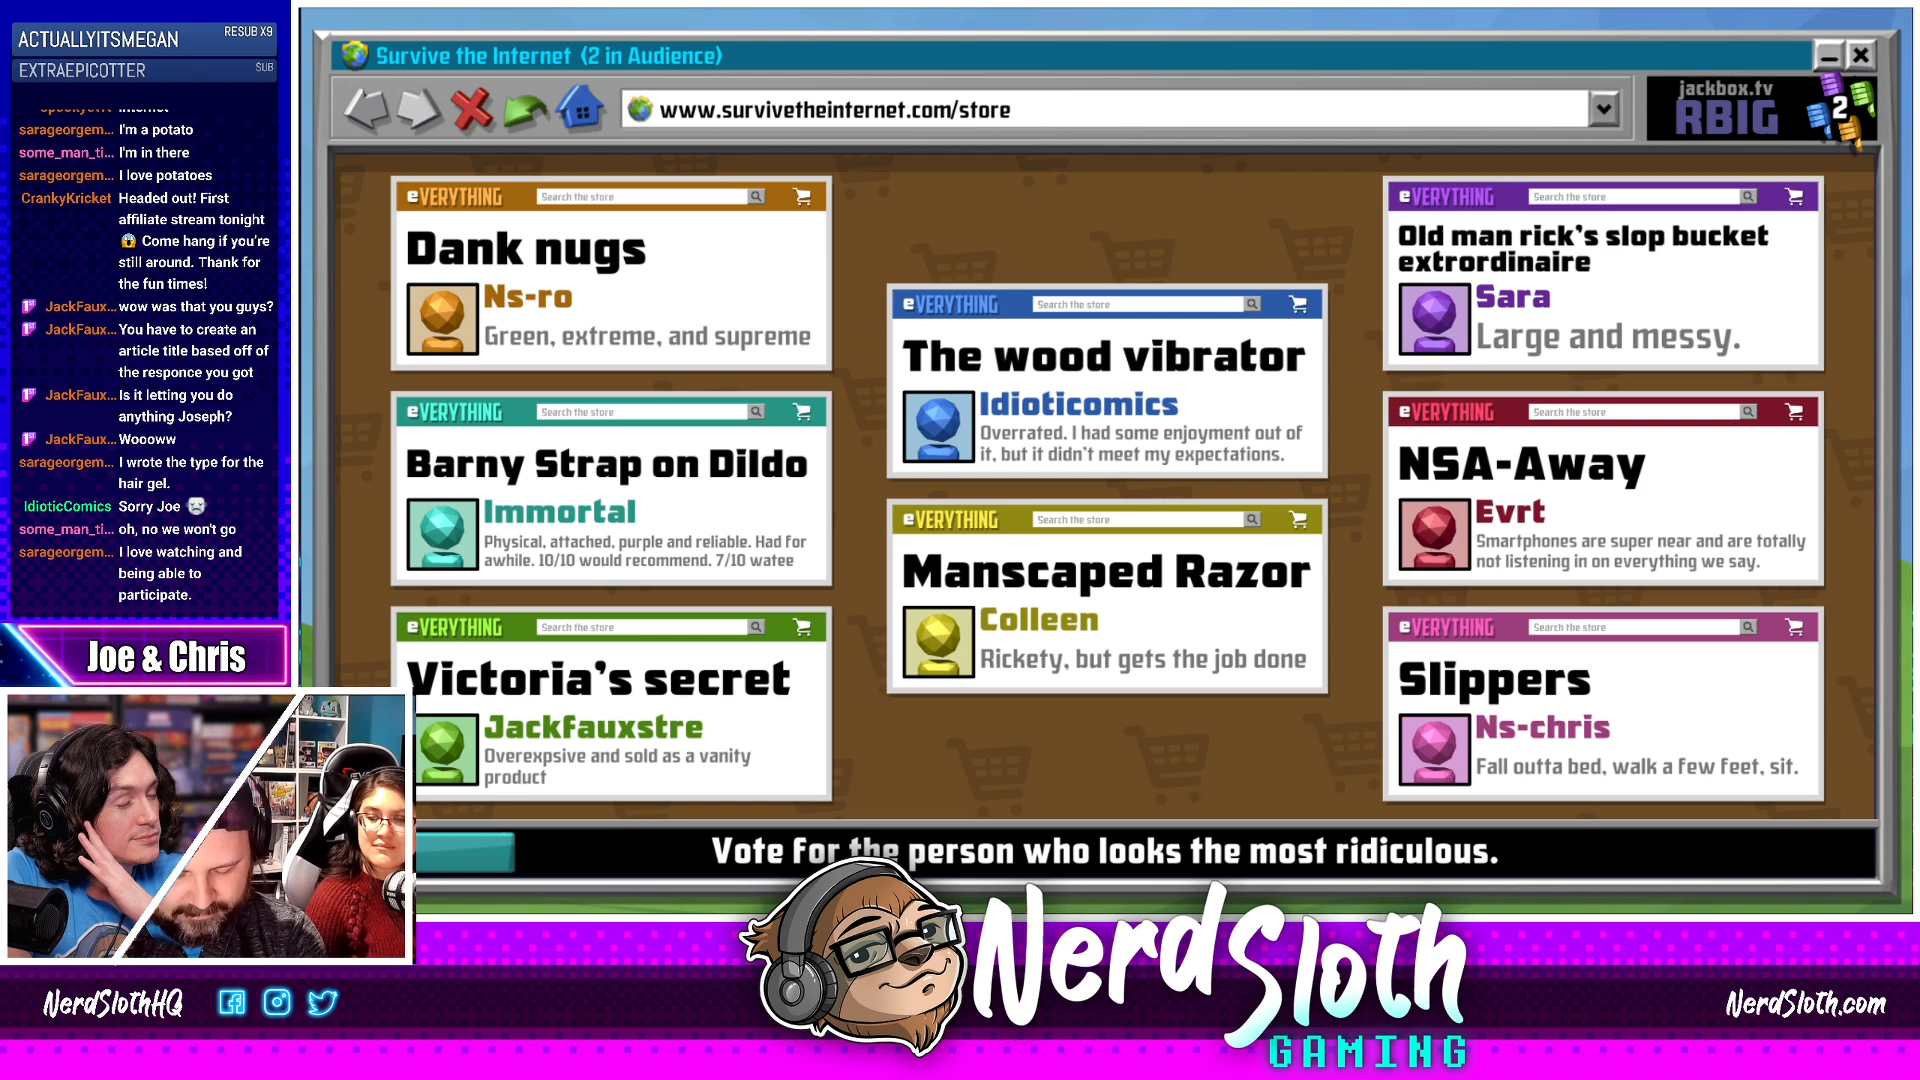 ACTUALLYITSMEGAN RESUB X9
EXTRAEPICOTTER SUB
sarageorgem... I'm a potato
some_man_ti... I'm in there
sarageorgem... I love potatoes
CrankyKricket Headed out! First
affiliate stream tonight
😱 Come hang if you're
still around. Thank for
the fun times!
JackFaux... wow was that you guys?
JackFaux... You have to create an
article title based off of
the responce you got
JackFaux... Is it letting you do
anything Joseph?
JackFaux... Woooww
sarageorgem... I wrote the type for the
hair gel.
IdioticComics Sorry Joe
some_man_ti... oh, no we won't go
sarageorgem... I love watching and
being able to
participate.
Joe & Chris
Survive the Internet (2 in Audience)
www.survivetheinternet.com/store
jackbox.tv
RBIG
2
eVERYTHING Search the store
Dank nugs
Ns-ro
Green, extreme, and supreme
eVERYTHING Search the store
Barny Strap on Dildo
Immortal
Physical, attached, purple and reliable. Had for
awhile. 10/10 would recommend. 7/10 watee
eVERYTHING Search the store
Victoria's secret
Jackfauxstre
Overexpsive and sold as a vanity
product
eVERYTHING Search the store
The wood vibrator
Idioticomics
Overrated. I had some enjoyment out of
it, but it didn't meet my expectations.
eVERYTHING Search the store
Manscaped Razor
Colleen
Rickety, but gets the job done
eVERYTHING Search the store
Old man rick's slop bucket
extrordinaire
Sara
Large and messy.
eVERYTHING Search the store
NSA-Away
Evrt
Smartphones are super near and are totally
not listening in on everything we say.
eVERYTHING Search the store
Slippers
Ns-chris
Fall outta bed, walk a few feet, sit.
Vote for the person who looks the most ridiculous.
NerdSlothHQ
NerdSloth
GAMING
NerdSloth.com